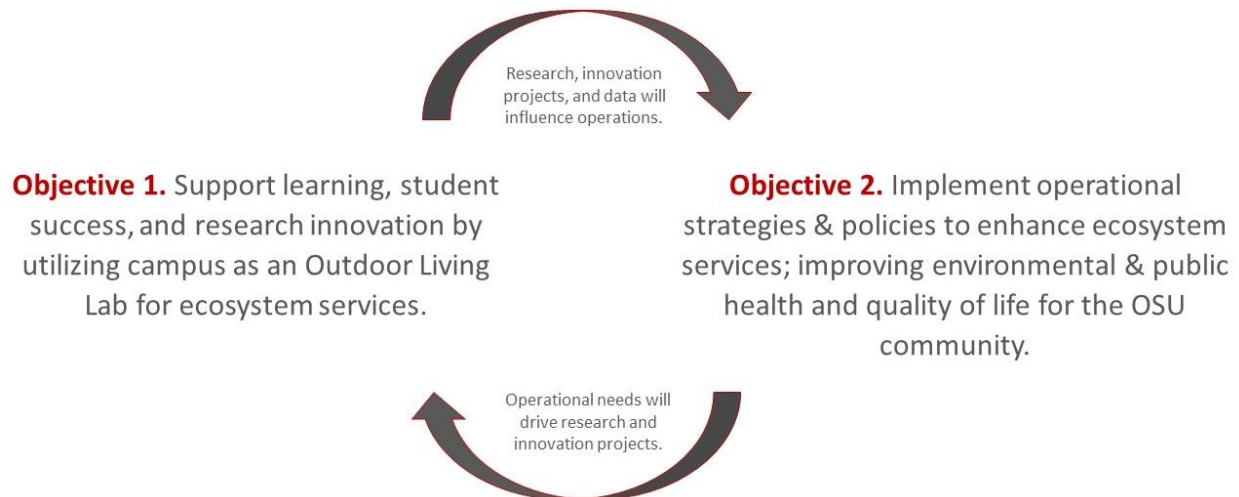 Research, innovation
projects, and data will
influence operations.
Objective 1. Support learning, student
success, and research innovation by
utilizing campus as an Outdoor Living
Lab for ecosystem services.
Objective 2. Implement operational
strategies & policies to enhance ecosystem
services; improving environmental & public
health and quality of life for the OSU
community.
Operational needs will
drive research and
innovation projects.